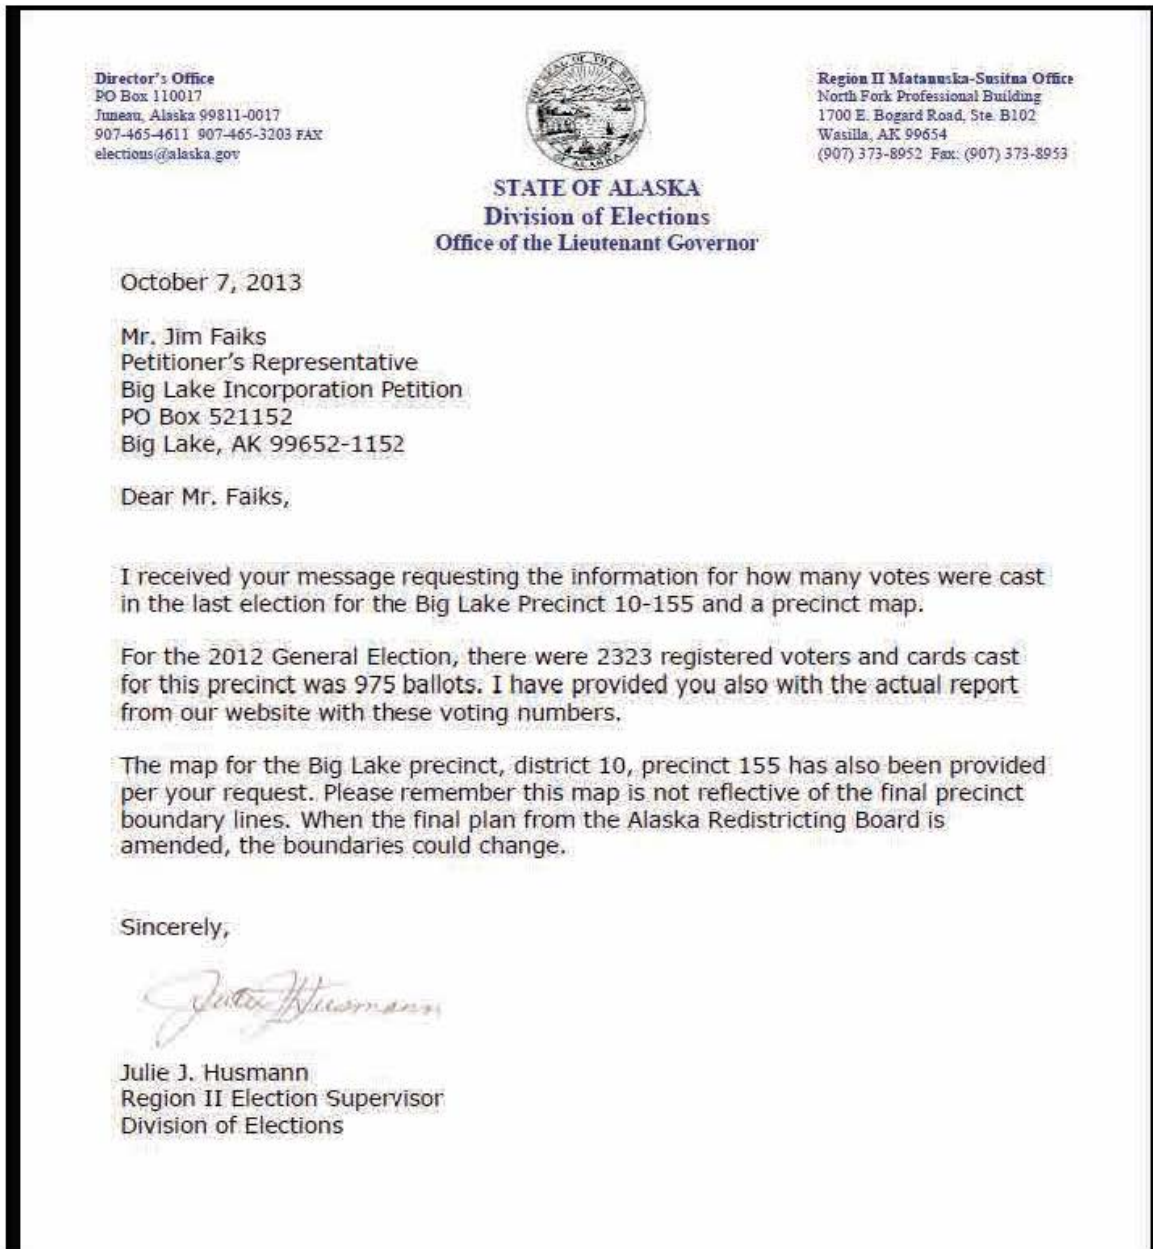 Director's Office
PO Box 110017
Juneau, Alaska 99811-0017
907-465-4611 907-465-3203 FAX
elections@alaska.gov
Region II Matanuska-Susitna Office
North Fork Professional Building
1700 E. Bogard Road, Ste. B102
Wasilla, AK 99654
(907) 373-8952 Fax: (907) 373-8953
STATE OF ALASKA
Division of Elections
Office of the Lieutenant Governor
October 7, 2013
Mr. Jim Faiks
Petitioner's Representative
Big Lake Incorporation Petition
PO Box 521152
Big Lake, AK 99652-1152
Dear Mr. Faiks,
I received your message requesting the information for how many votes were cast
in the last election for the Big Lake Precinct 10-155 and a precinct map.
For the 2012 General Election, there were 2323 registered voters and cards cast
for this precinct was 975 ballots. I have provided you also with the actual report
from our website with these voting numbers.
The map for the Big Lake precinct, district 10, precinct 155 has also been provided
per your request. Please remember this map is not reflective of the final precinct
boundary lines. When the final plan from the Alaska Redistricting Board is
amended, the boundaries could change.
Sincerely,
Julie J. Husmann
Region II Election Supervisor
Division of Elections